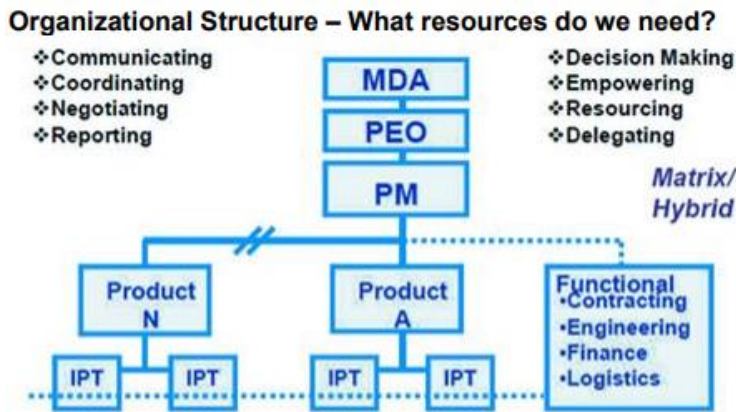 Organizational Structure – What resources do we need?
❖Communicating
❖Coordinating
❖Negotiating
❖Reporting
❖Decision Making
❖Empowering
❖Resourcing
❖Delegating
MDA
PEO
PM
Matrix/
Hybrid
Product
N
Product
A
Functional
•Contracting
•Engineering
•Finance
•Logistics
IPT
IPT
IPT
IPT